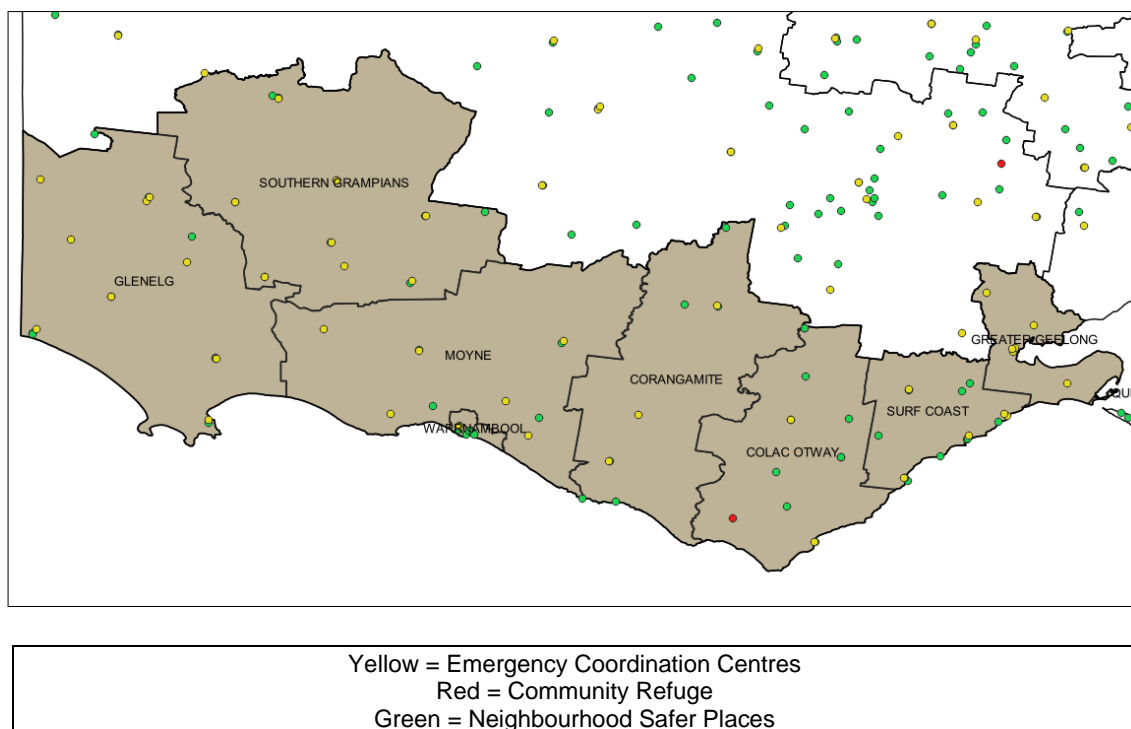 SOUTHERN GRAMPIANS
GLENELG
GREATER GEELONG
MOYNE
CORANGAMITE
QU
SURF COAST
WARRNAMBOOL
COLAC OTWAY
Yellow = Emergency Coordination Centres
Red = Community Refuge
Green = Neighbourhood Safer Places